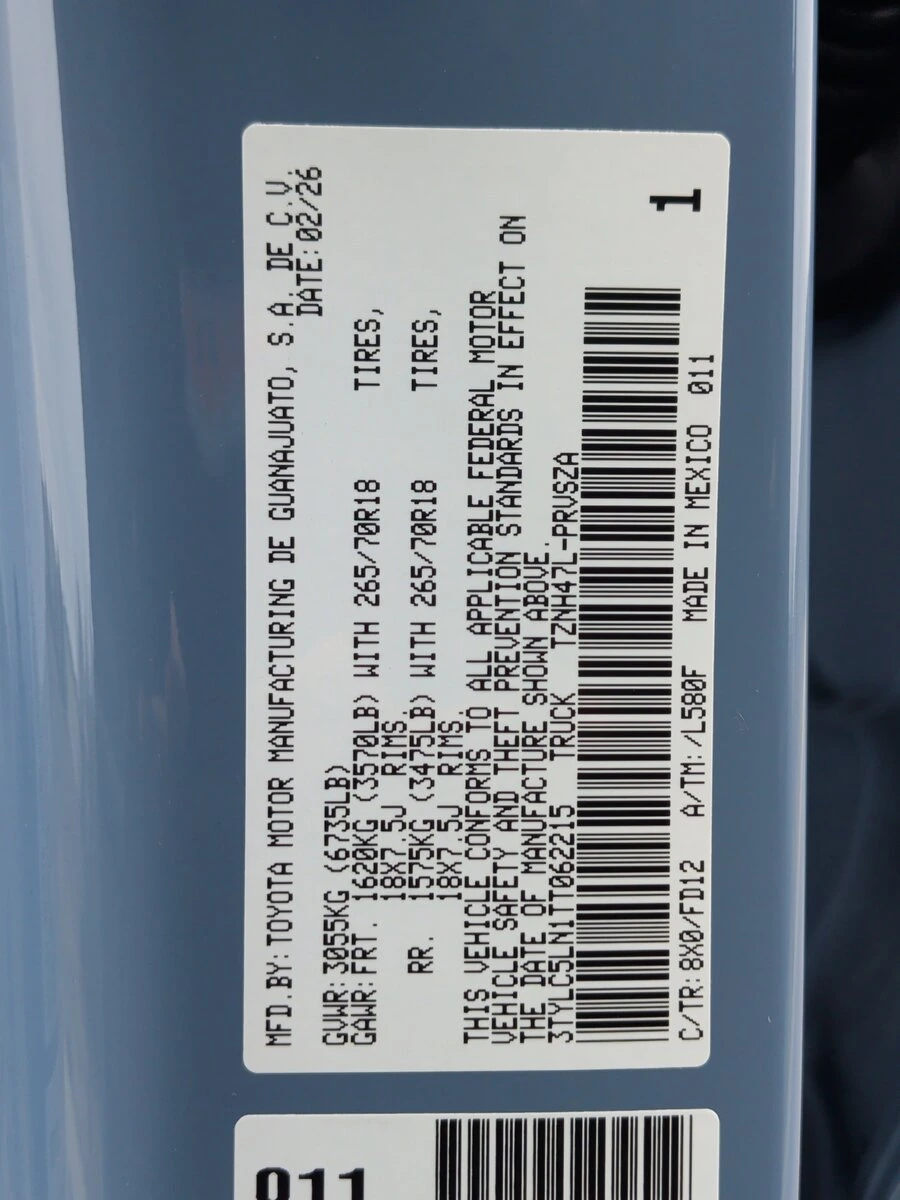 MFD.BY:TOYOTA MOTOR MANUFACTURING DE GUANAJUATO, S.A. DE C.V.
DATE:02/26
GVWR:3055KG (6735LB)
GAWR:FRT. 1620KG (3570LB) WITH 265/70R18 TIRES,
18X7.5J RIMS,
RR. 1575KG (3475LB) WITH 265/70R18 TIRES,
18X7.5J RIMS
THIS VEHICLE CONFORMS TO ALL APPLICABLE FEDERAL MOTOR
VEHICLE SAFETY AND THEFT PREVENTION STANDARDS IN EFFECT ON
THE DATE OF MANUFACTURE SHOWN ABOVE.
3TYLC5LN1TT062215 TRUCK TZNH47L-PRVSZA
1
C/TR:8X0/FD12 A/TM:/L580F MADE IN MEXICO 011